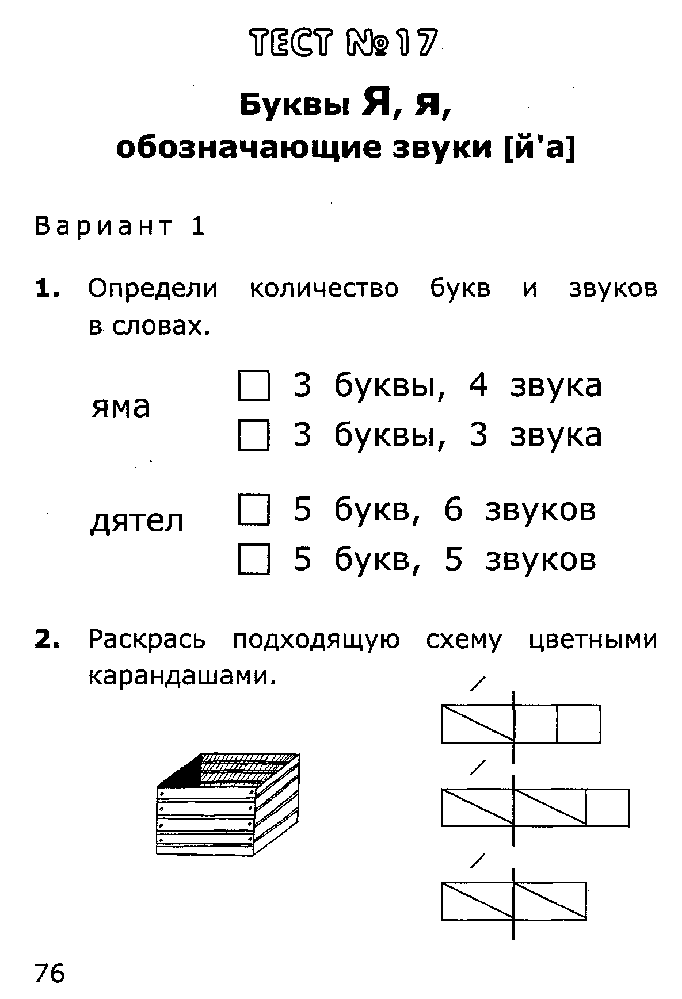 ТЕСТ №17
Буквы Я, я,
обозначающие звуки [й'а]
Вариант 1
1. Определи количество букв и звуков
в словах.
яма
3 буквы, 4 звука
3 буквы, 3 звука
дятел
5 букв, 6 звуков
5 букв, 5 звуков
2. Раскрась подходящую схему цветными
карандашами.
76